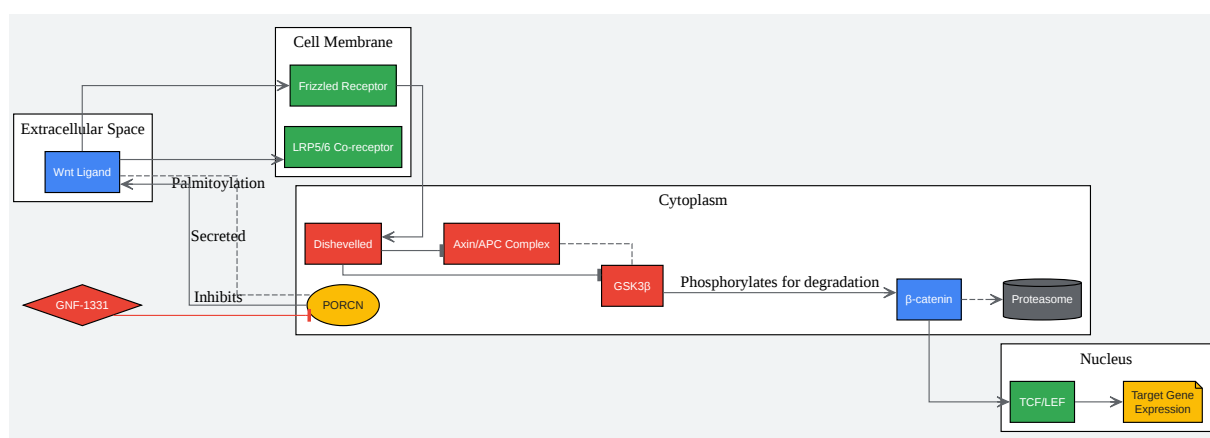 Cell Membrane
Frizzled Receptor
LRP5/6 Co-receptor
Extracellular Space
Wnt Ligand
Palmitoylation
Secreted
Inhibits
GNF-1331
Cytoplasm
Dishevelled
Axin/APC Complex
GSK3β
PORCN
Phosphorylates for degradation
β-catenin
Proteasome
Nucleus
TCF/LEF
Target Gene
Expression